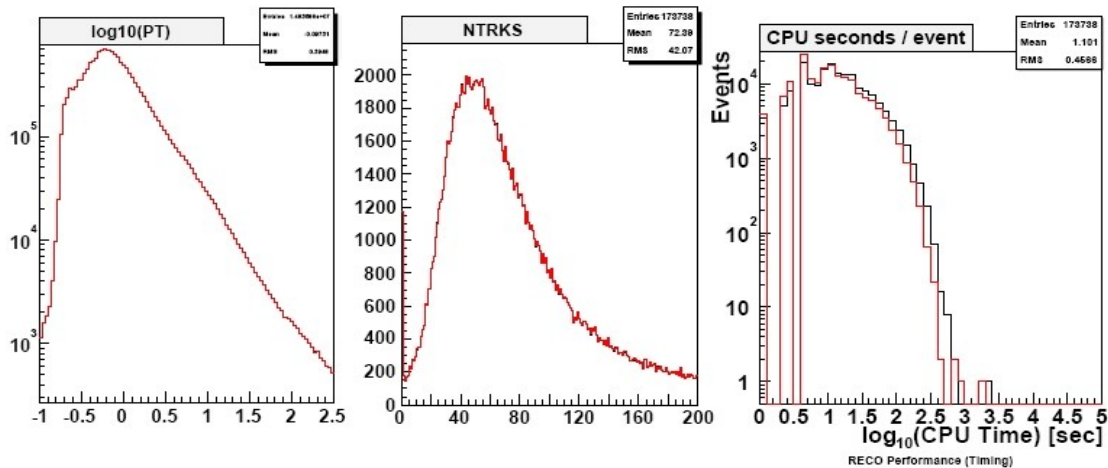 log10(PT)
Entries
Mean
RMS
10^5
10^4
10^3
-1 -0.5 0 0.5 1 1.5 2 2.5
NTRKS
Entries 173738
Mean 72.39
RMS 42.07
2000
1800
1600
1400
1200
1000
800
600
400
200
0
0 40 80 120 160 200
CPU seconds / event
Entries 173738
Mean 1.101
RMS 0.4566
Events
10^4
10^3
10^2
10
1
0 0.5 1 1.5 2 2.5 3 3.5 4 4.5 5
log10(CPU Time) [sec]
RECO Performance (Timing)